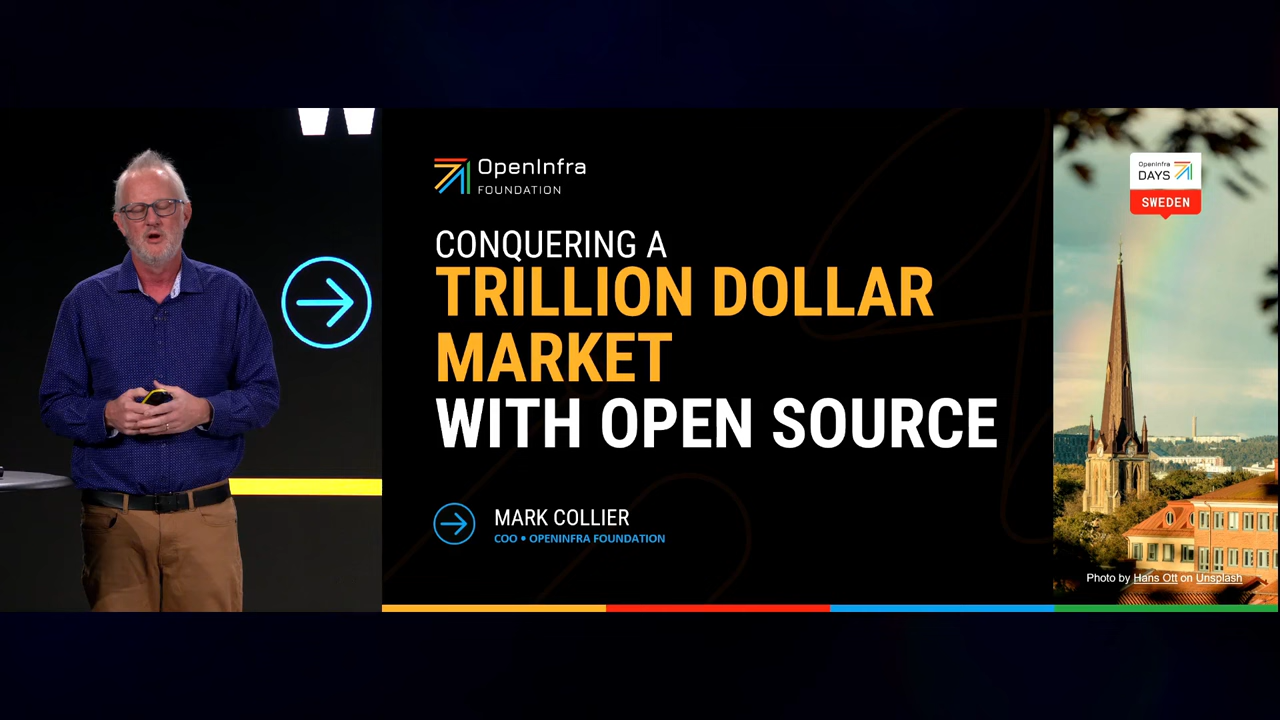 OpenInfra
FOUNDATION
CONQUERING A
TRILLION DOLLAR
MARKET
WITH OPEN SOURCE
MARK COLLIER
COO • OPENINFRA FOUNDATION
OpenInfra
DAYS
SWEDEN
Photo by Hans Ott on Unsplash